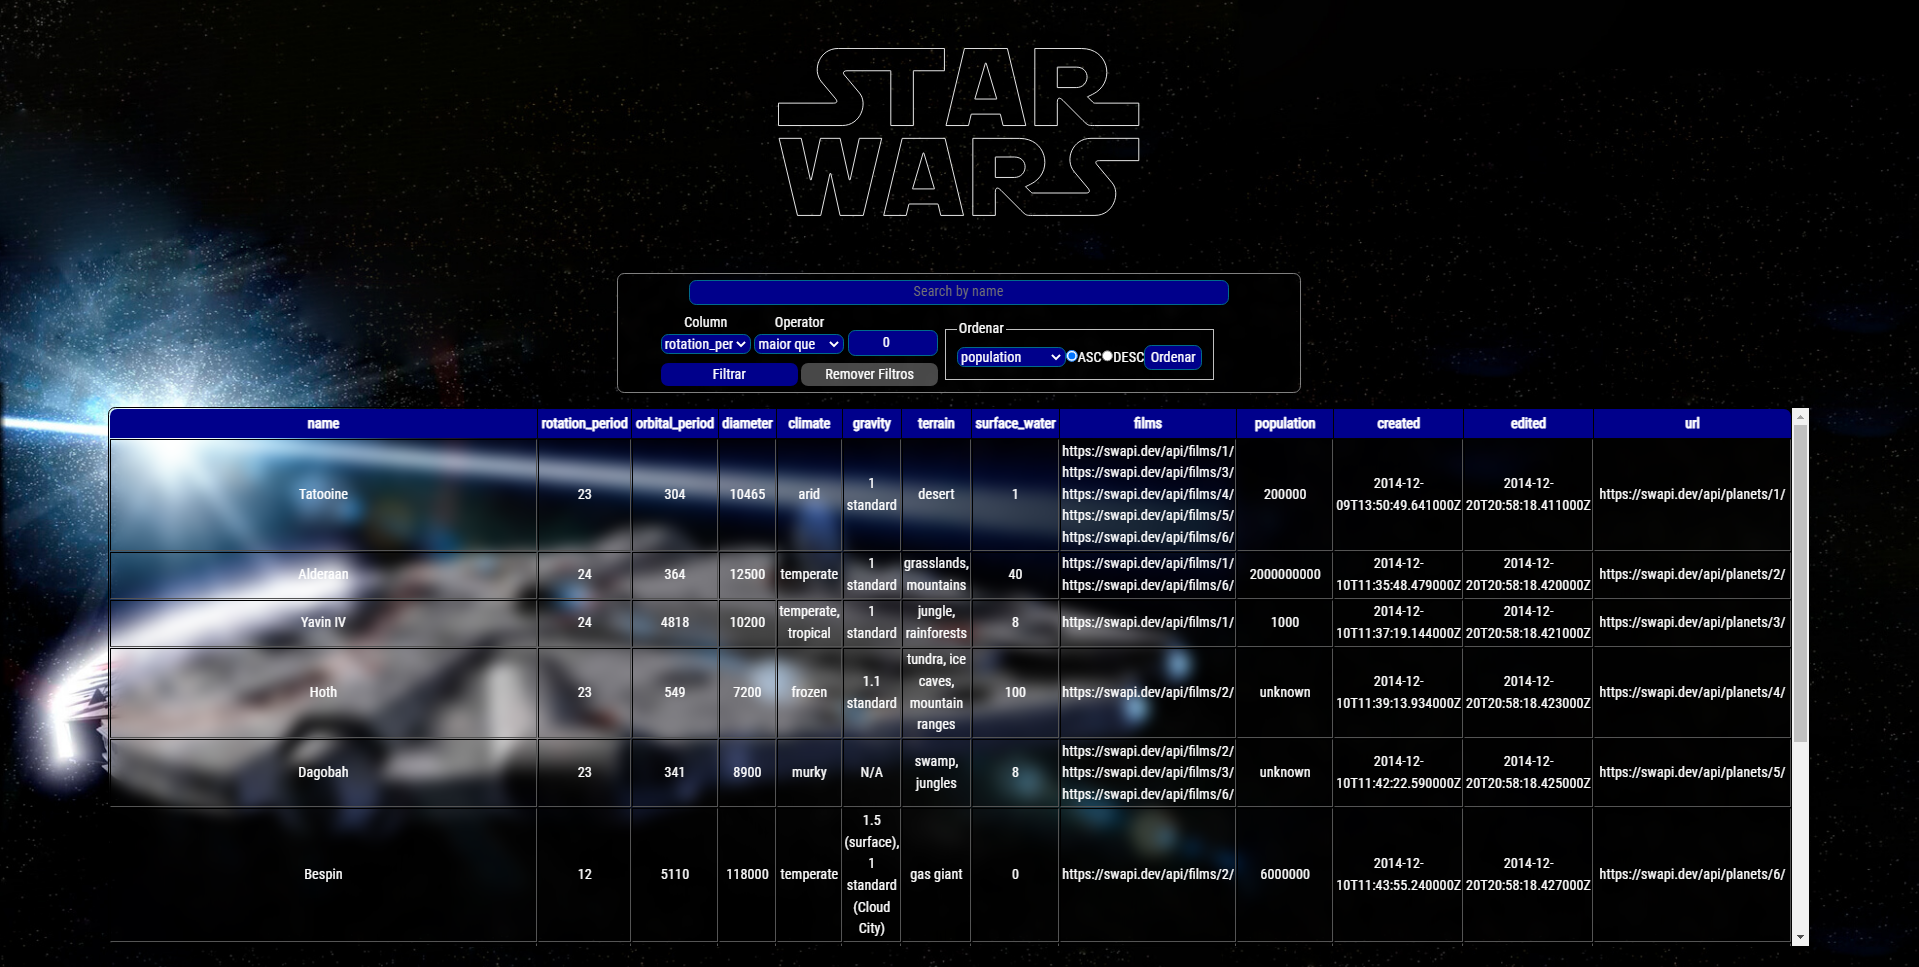 STAR
WARS
Search by name
Column Operator
rotation_per maior que 0
Filtrar Remover Filtros
Ordenar
population ASC DESC Ordenar
name rotation_period orbital_period diameter climate gravity terrain surface_water films population created edited url
Tatooine 23 304 10465 arid 1 standard desert 1 https://swapi.dev/api/films/1/ https://swapi.dev/api/films/3/ https://swapi.dev/api/films/4/ https://swapi.dev/api/films/5/ https://swapi.dev/api/films/6/ 200000 2014-12-09T13:50:49.641000Z 2014-12-20T20:58:18.411000Z https://swapi.dev/api/planets/1/
Alderaan 24 364 12500 temperate 1 standard grasslands, mountains 40 https://swapi.dev/api/films/1/ https://swapi.dev/api/films/6/ 2000000000 2014-12-10T11:35:48.479000Z 2014-12-20T20:58:18.420000Z https://swapi.dev/api/planets/2/
Yavin IV 24 4818 10200 temperate, tropical 1 standard jungle, rainforests 8 https://swapi.dev/api/films/1/ 1000 2014-12-10T11:37:19.144000Z 2014-12-20T20:58:18.421000Z https://swapi.dev/api/planets/3/
Hoth 23 549 7200 frozen 1.1 standard tundra, ice caves, mountain ranges 100 https://swapi.dev/api/films/2/ unknown 2014-12-10T11:39:13.934000Z 2014-12-20T20:58:18.423000Z https://swapi.dev/api/planets/4/
Dagobah 23 341 8900 murky N/A swamp, jungles 8 https://swapi.dev/api/films/2/ https://swapi.dev/api/films/3/ https://swapi.dev/api/films/6/ unknown 2014-12-10T11:42:22.590000Z 2014-12-20T20:58:18.425000Z https://swapi.dev/api/planets/5/
Bespin 12 5110 118000 temperate 1.5 (surface), 1 standard (Cloud City) gas giant 0 https://swapi.dev/api/films/2/ 6000000 2014-12-10T11:43:55.240000Z 2014-12-20T20:58:18.427000Z https://swapi.dev/api/planets/6/